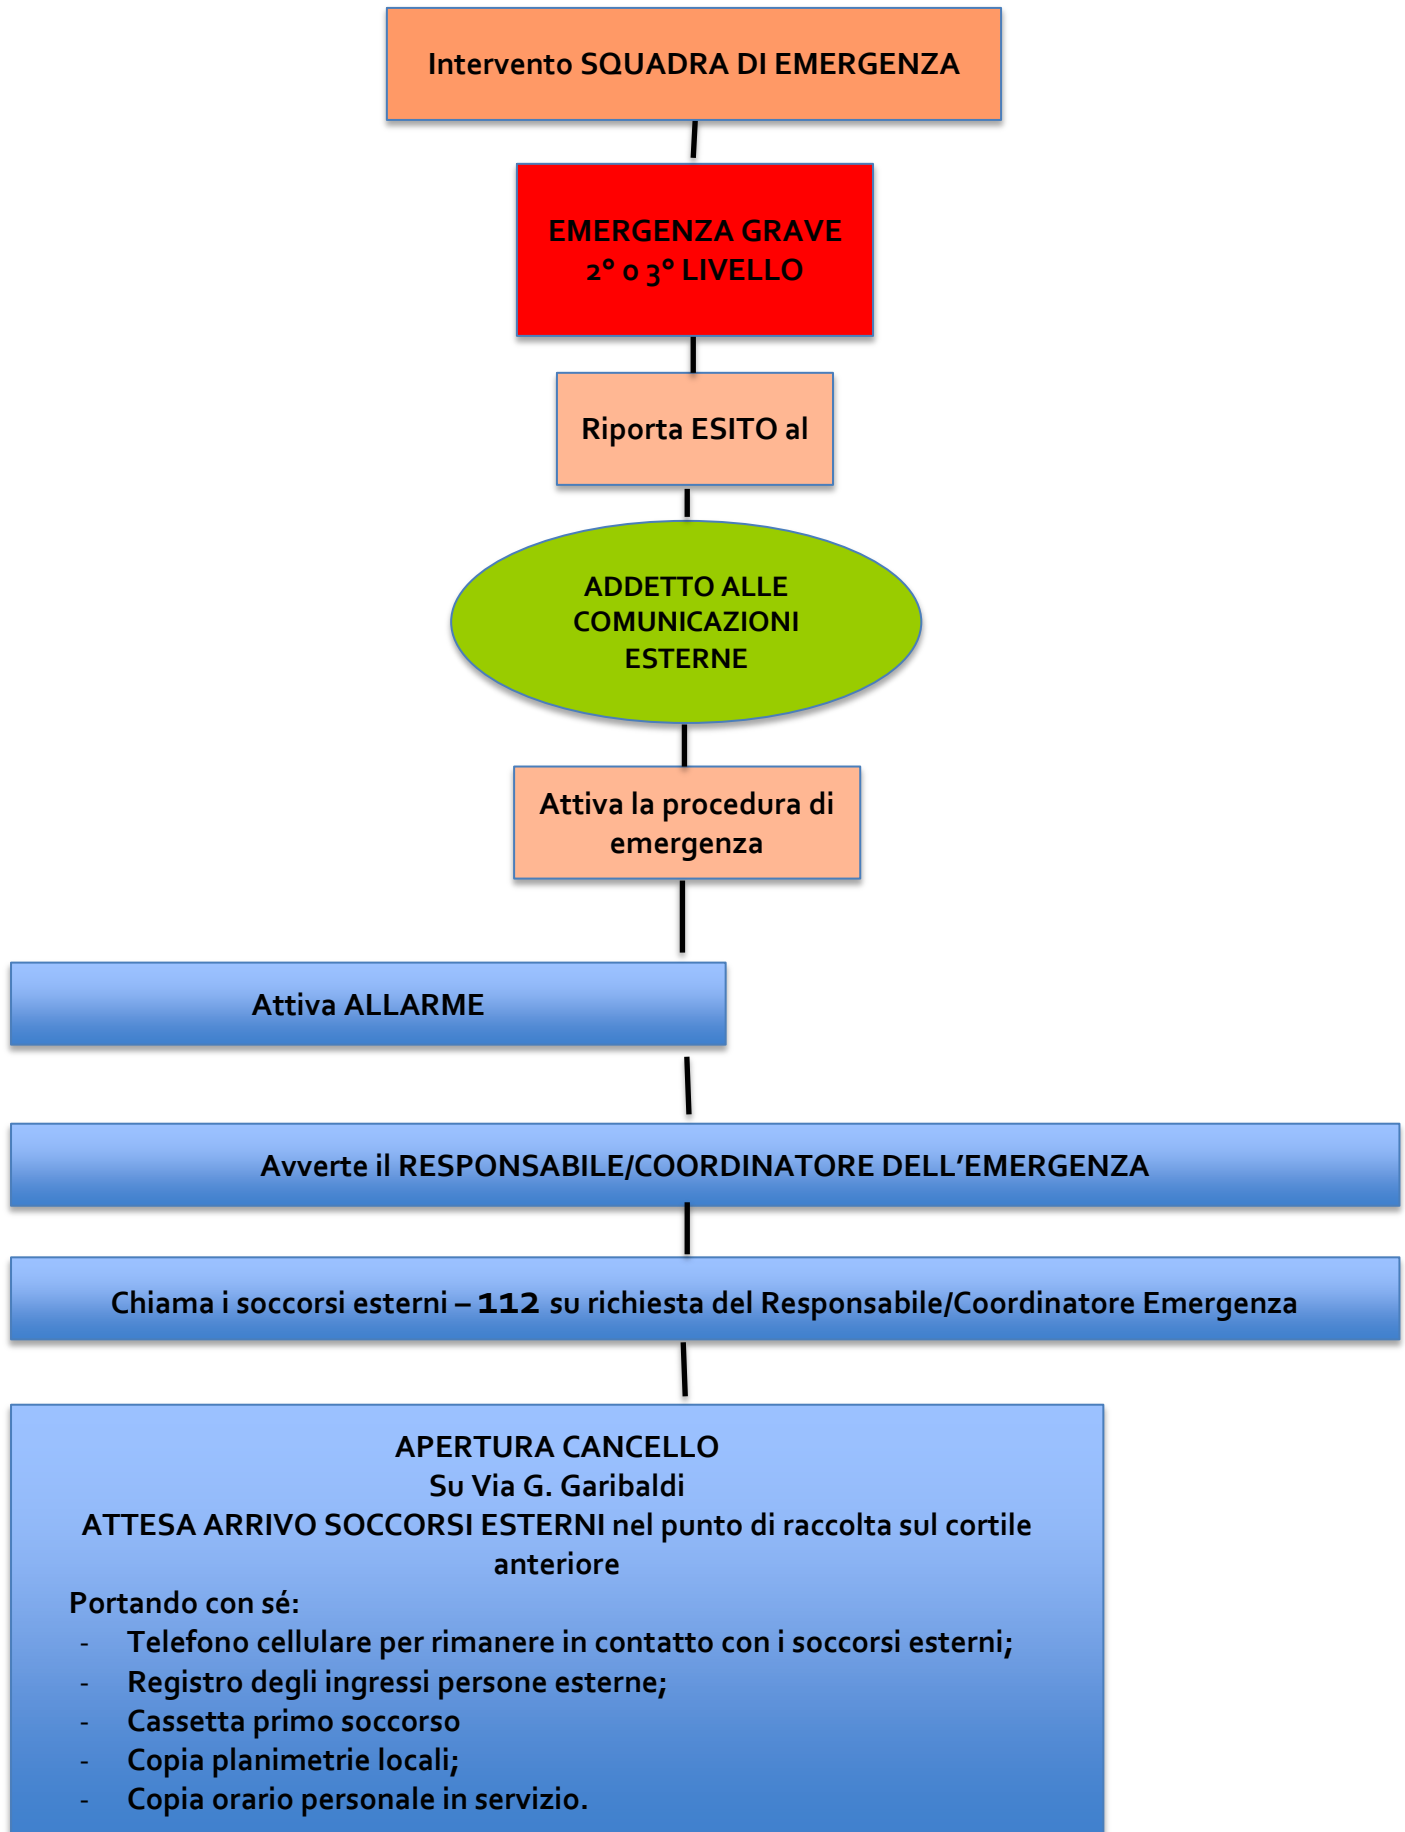 Intervento SQUADRA DI EMERGENZA
EMERGENZA GRAVE
2° o 3° LIVELLO
Riporta ESITO al
ADDETTO ALLE
COMUNICAZIONI
ESTERNE
Attiva la procedura di
emergenza
Attiva ALLARME
Avverte il RESPONSABILE/COORDINATORE DELL’EMERGENZA
Chiama i soccorsi esterni – 112 su richiesta del Responsabile/Coordinatore Emergenza
APERTURA CANCELLO
Su Via G. Garibaldi
ATTESA ARRIVO SOCCORSI ESTERNI nel punto di raccolta sul cortile
anteriore
Portando con sé:
- Telefono cellulare per rimanere in contatto con i soccorsi esterni;
- Registro degli ingressi persone esterne;
- Cassetta primo soccorso
- Copia planimetrie locali;
- Copia orario personale in servizio.